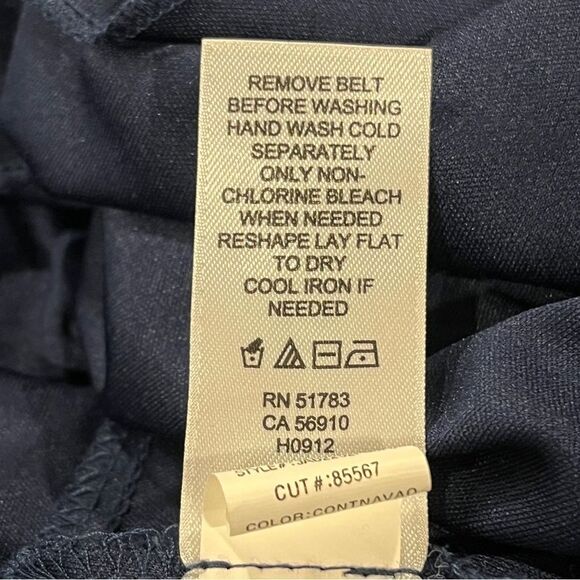 REMOVE BELT
BEFORE WASHING
HAND WASH COLD
SEPARATELY
ONLY NON-
CHLORINE BLEACH
WHEN NEEDED
RESHAPE LAY FLAT
TO DRY
COOL IRON IF
NEEDED
RN 51783
CA 56910
H0912
STYLE#
CUT#:85567
COLOR:CONTNAVAO